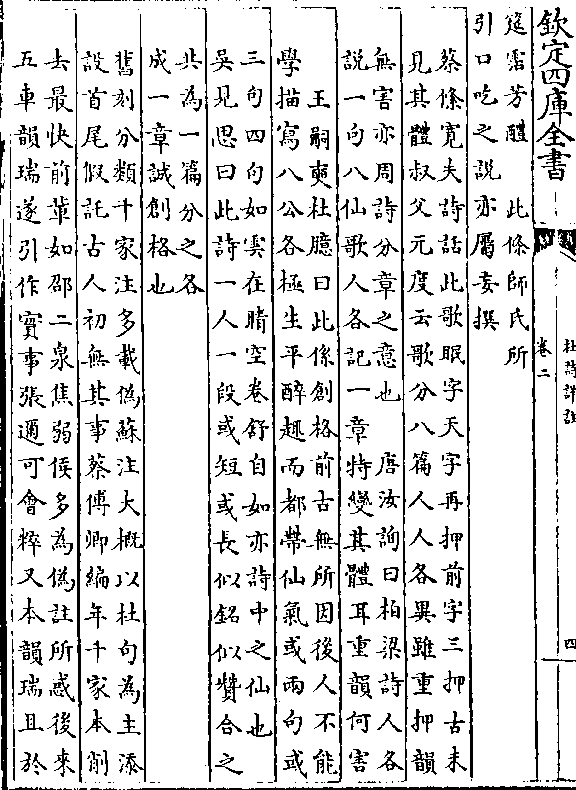 欽定四庫全書
杜詩詳註
卷二
四
筵霑芳醴　此條師氏所
引口吃之說亦屬妄撰
蔡絛寬夫詩話此歌眠字天字再押前字三押古未
見其體叔父元度云歌分八篇人人各異雖重押韻
無害亦周詩分章之意也　唐汝詢曰柏梁詩人各
說一句八仙歌人各記一章特變其體耳重韻何害
王嗣奭杜臆曰此係創格前古無所因後人不能
學描寫八公各極生平醉趣而都帶仙氣或兩句或
三句四句如雲在晴空卷舒自如亦詩中之仙也
吳見思曰此詩一人一段或短或長似銘似贊合之
共為一篇分之各
成一章誠創格也
舊刻分類千家注多載偽蘇注大概以杜句為主添
設首尾假託古人初無其事蔡傅卿編年千家本削
去最快前輩如邵二泉焦弱侯多為偽註所惑後來
五車韻瑞遂引作實事張邇可會粹又本韻瑞且於